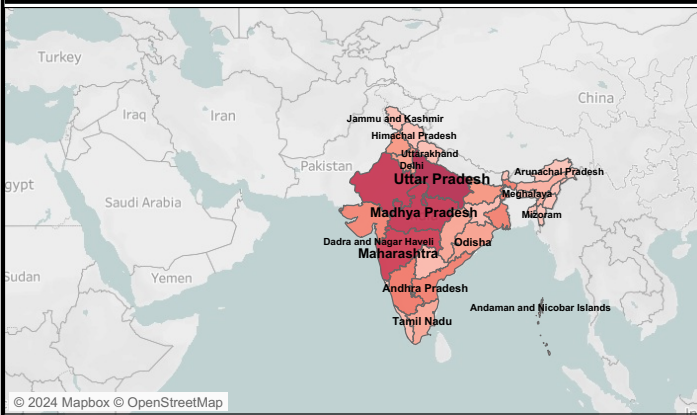 Turkey
China
Iraq
Iran
Jammu and Kashmir
Himachal Pradesh
Uttarakhand
Pakistan
Delhi
Arunachal Pradesh
Uttar Pradesh
egypt
Meghalaya
Saudi Arabia
Madhya Pradesh
Mizoram
Dadra and Nagar Haveli
Odisha
Maharashtra
Sudan
Yemen
Andhra Pradesh
Andaman and Nicobar Islands
Tamil Nadu
© 2024 Mapbox © OpenStreetMap